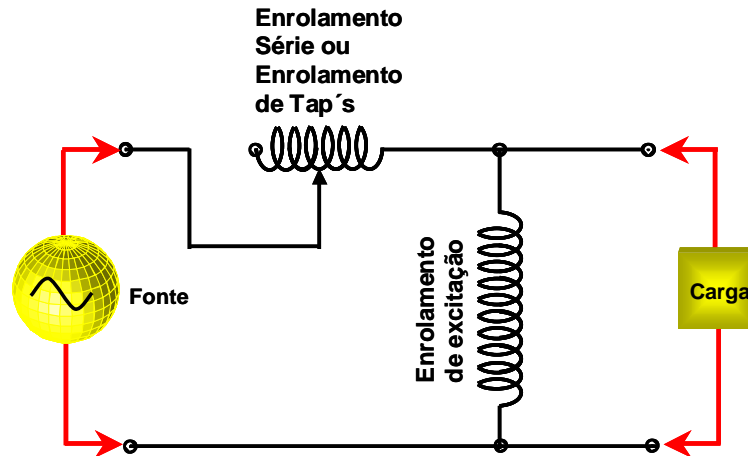 Enrolamento
Série ou
Enrolamento
de Tap´s
Fonte
Enrolamento
de excitação
Carga